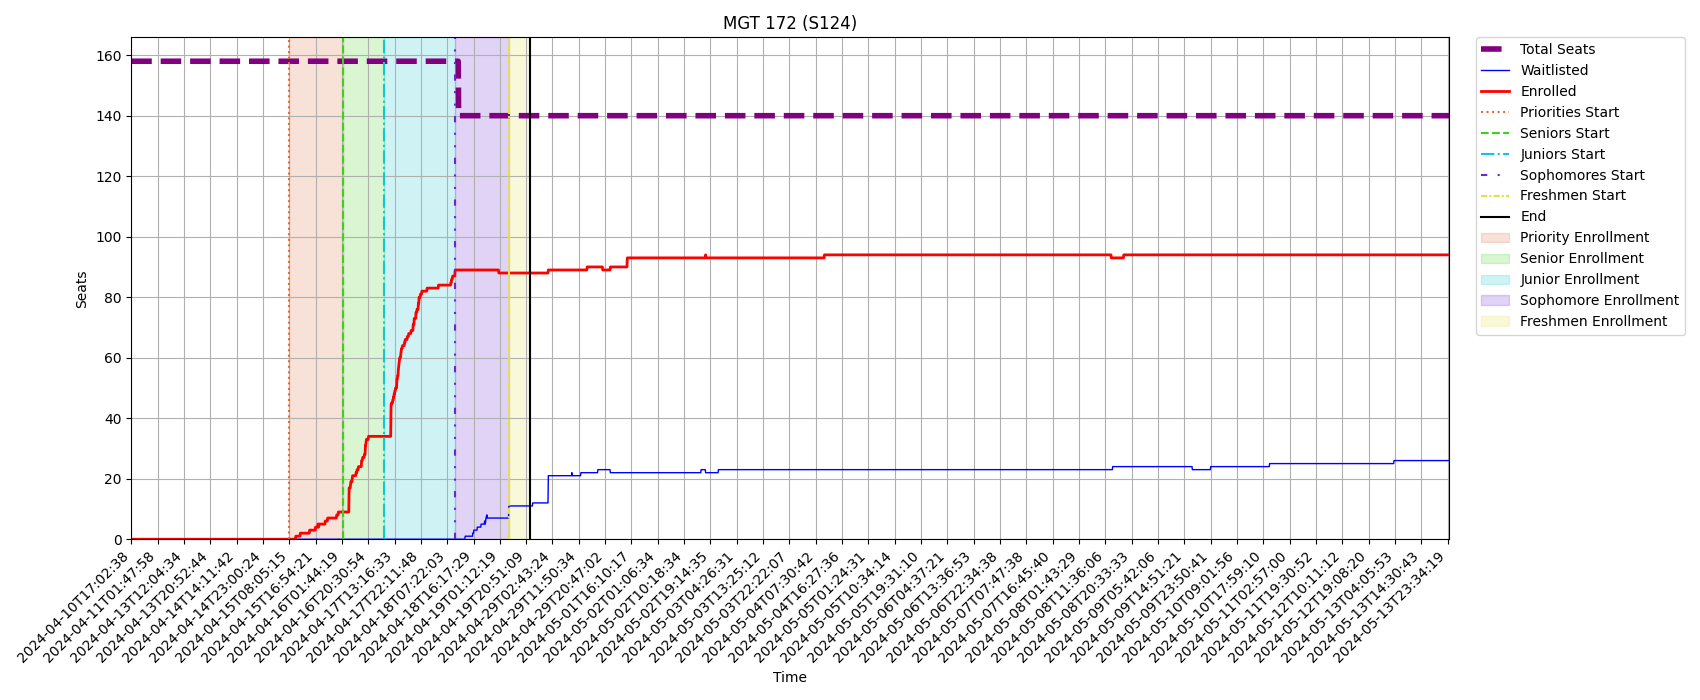 MGT 172 (S124)
Seats
160
140
120
100
80
60
40
20
0
2024-04-10T17:02:38
2024-04-11T01:47:58
2024-04-13T12:04:34
2024-04-13T20:52:44
2024-04-14T14:11:42
2024-04-14T23:00:24
2024-04-15T08:05:15
2024-04-15T16:54:21
2024-04-16T01:44:19
2024-04-16T20:30:54
2024-04-17T13:16:33
2024-04-17T22:11:48
2024-04-18T07:22:03
2024-04-18T16:17:29
2024-04-19T01:12:19
2024-04-19T20:51:09
2024-04-29T02:43:24
2024-04-29T11:50:34
2024-04-29T20:47:02
2024-05-01T16:10:17
2024-05-02T01:06:34
2024-05-02T10:18:34
2024-05-02T19:14:35
2024-05-03T04:26:31
2024-05-03T13:25:12
2024-05-03T22:22:07
2024-05-04T07:30:42
2024-05-04T16:27:36
2024-05-05T01:24:31
2024-05-05T10:34:14
2024-05-05T19:31:10
2024-05-06T04:37:21
2024-05-06T13:36:53
2024-05-06T22:34:38
2024-05-07T07:47:38
2024-05-07T16:45:40
2024-05-08T01:43:29
2024-05-08T11:36:06
2024-05-08T20:33:33
2024-05-09T05:42:06
2024-05-09T14:51:21
2024-05-09T23:50:41
2024-05-10T09:01:56
2024-05-10T17:59:10
2024-05-11T02:57:00
2024-05-11T19:30:52
2024-05-12T10:11:12
2024-05-12T19:08:20
2024-05-13T04:05:53
2024-05-13T14:30:43
2024-05-13T23:34:19
Time
Total Seats
Waitlisted
Enrolled
Priorities Start
Seniors Start
Juniors Start
Sophomores Start
Freshmen Start
End
Priority Enrollment
Senior Enrollment
Junior Enrollment
Sophomore Enrollment
Freshmen Enrollment